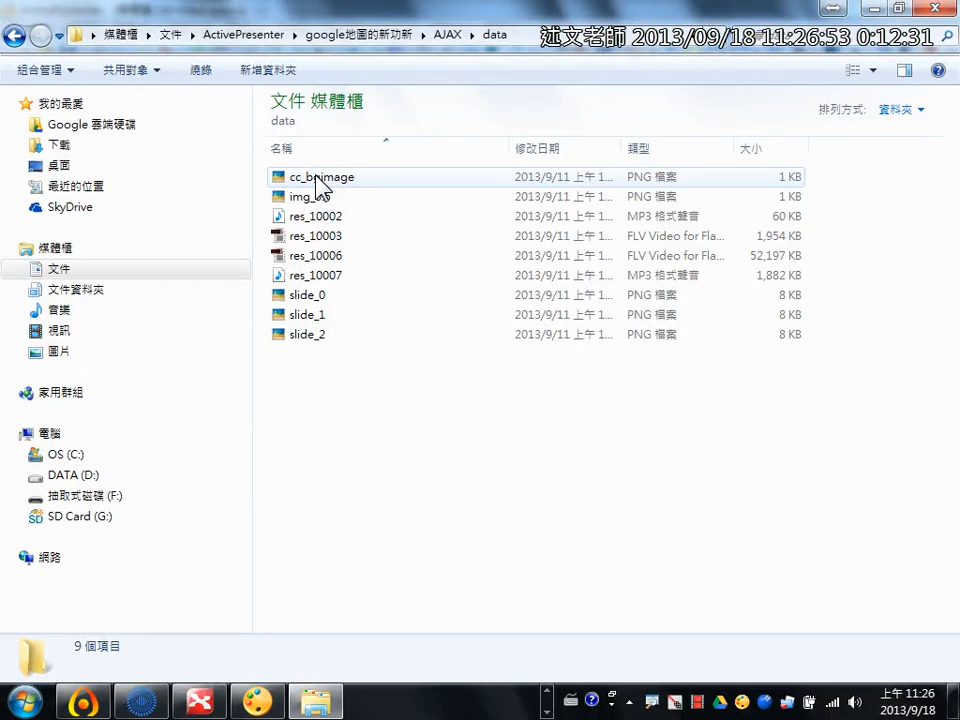 媒體櫃 文件 ActivePresenter google地圖的新功新 AJAX data
述文老師 2013/09/18 11:26:53 0:12:31
組合管理 共用對象 燒錄 新增資料夾
我的最愛
Google 雲端硬碟
下載
桌面
最近的位置
SkyDrive
媒體櫃
文件
文件資料夾
音樂
視訊
圖片
家用群組
電腦
OS (C:)
DATA (D:)
抽取式磁碟 (F:)
SD Card (G:)
網路
文件 媒體櫃
data
排列方式: 資料夾
名稱 修改日期 類型 大小
2013/9/11 上午 1... PNG 檔案 1 KB
2013/9/11 上午 1... PNG 檔案 1 KB
res_10002 2013/9/11 上午 1... MP3 格式聲音 60 KB
res_10003 2013/9/11 上午 1... FLV Video for Fla... 1,954 KB
res_10006 2013/9/11 上午 1... FLV Video for Fla... 52,197 KB
res_10007 2013/9/11 上午 1... MP3 格式聲音 1,882 KB
slide_0 2013/9/11 上午 1... PNG 檔案 8 KB
slide_1 2013/9/11 上午 1... PNG 檔案 8 KB
slide_2 2013/9/11 上午 1... PNG 檔案 8 KB
9 個項目
上午 11:26
2013/9/18